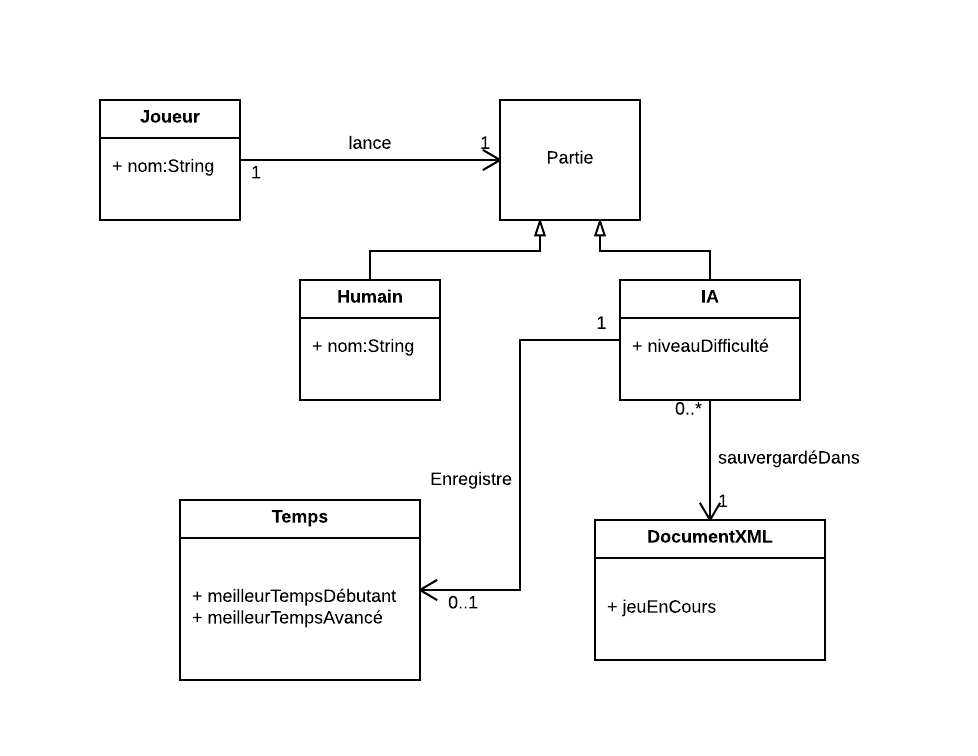 Joueur
+ nom:String
1
lance
1
Partie
Humain
+ nom:String
IA
+ niveauDifficulté
1
0..*
sauvergardéDans
1
Enregistre
0..1
Temps
+ meilleurTempsDébutant
+ meilleurTempsAvancé
DocumentXML
+ jeuEnCours